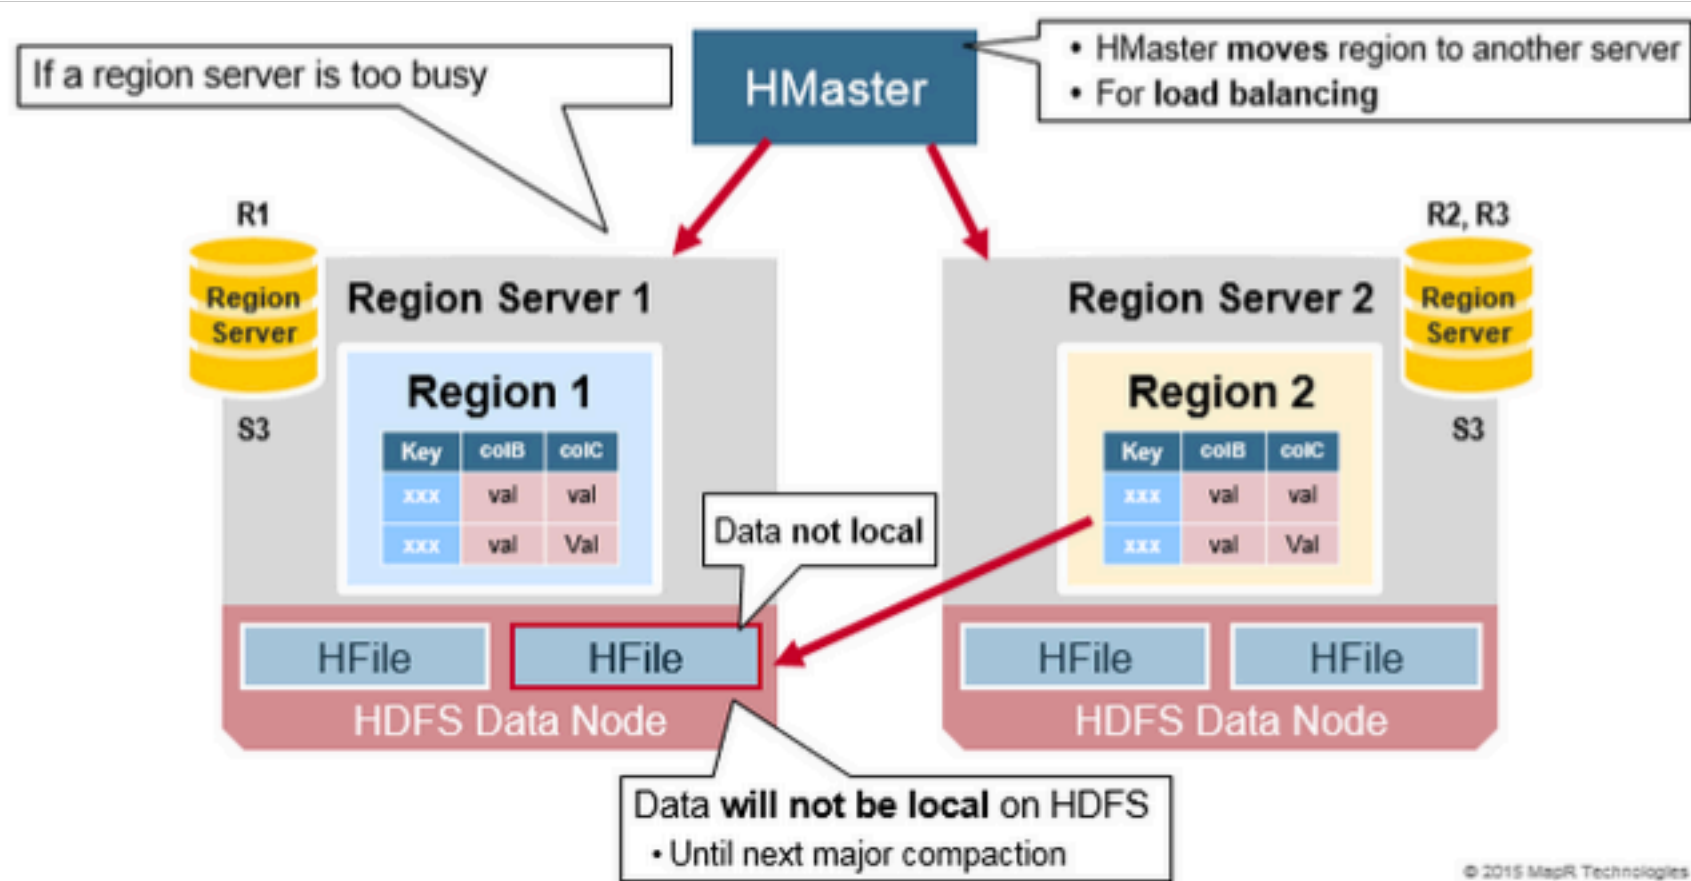 If a region server is too busy
HMaster
• HMaster moves region to another server
• For load balancing
R1
Region
Server
S3
Region Server 1
Region 1
Key colB colC
xxx val val
xxx val Val
R2, R3
Region
Server
S3
Region Server 2
Region 2
Key colB colC
xxx val val
xxx val Val
Data not local
HFile HFile
HDFS Data Node
HFile HFile
HDFS Data Node
Data will not be local on HDFS
• Until next major compaction
© 2015 MapR Technologies